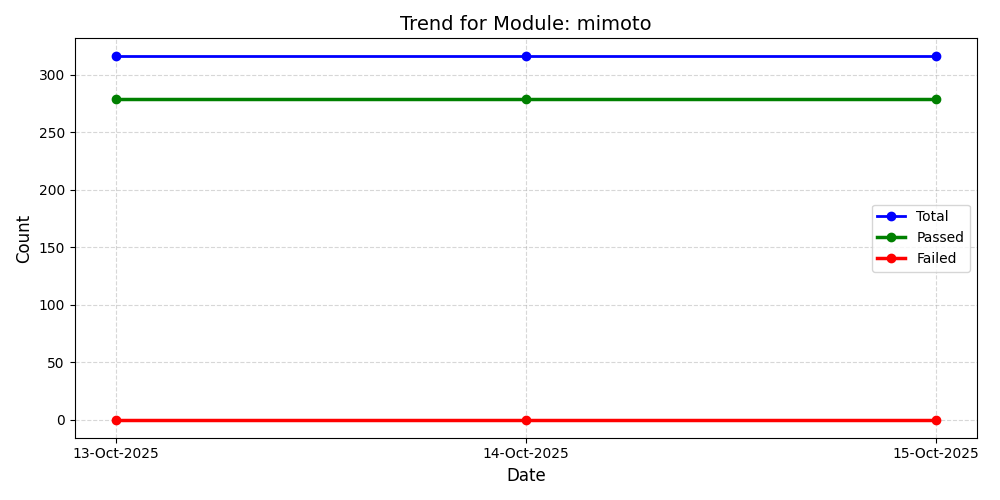 Trend for Module: mimoto
Count
300
250
200
150
100
50
0
Total
Passed
Failed
13-Oct-2025
14-Oct-2025
15-Oct-2025
Date